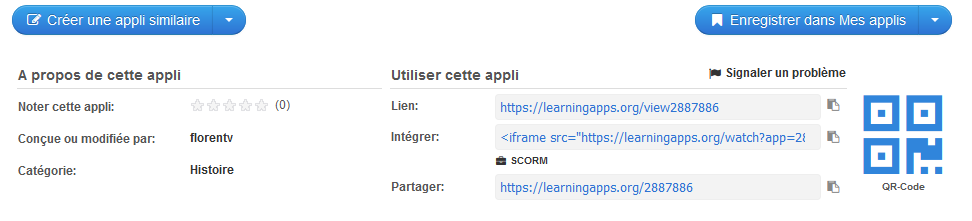 Créer une appli similaire
Enregistrer dans Mes applis
A propos de cette appli
Noter cette appli: (0)
Conçue ou modifiée par: florentv
Catégorie: Histoire
Utiliser cette appli
Signaler un problème
Lien: https://learningapps.org/view2887886
Intégrer: <iframe src="https://learningapps.org/watch?app=28
SCORM
Partager: https://learningapps.org/2887886
QR-Code